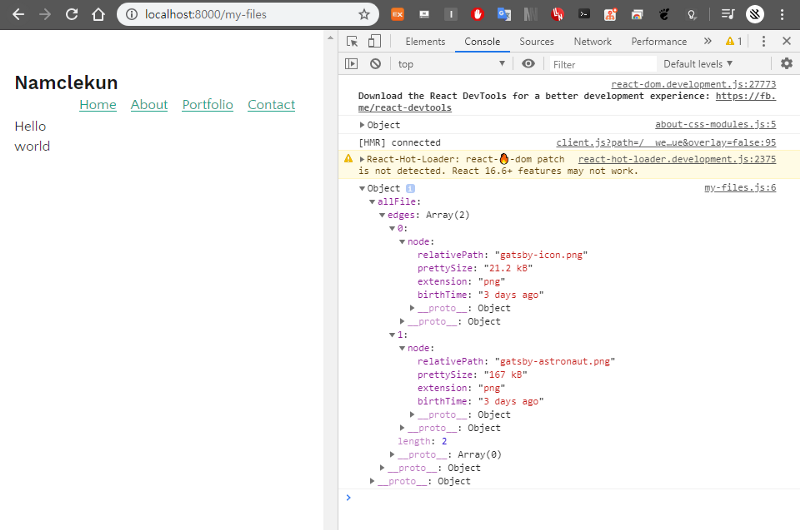 localhost:8000/my-files
Elements Console Sources Network Performance » 1
top Filter Default levels
Namclekun
Home About Portfolio Contact
Hello
world
react-dom.development.js:27773
Download the React DevTools for a better development experience: https://fb.
me/react-devtools
Object about-css-modules.js:5
[HMR] connected client.js?path=/__we…ue&overlay=false:95
React-Hot-Loader: react-🔥-dom patch react-hot-loader.development.js:2375
is not detected. React 16.6+ features may not work.
Object i my-files.js:6
allFile:
edges: Array(2)
0:
node:
relativePath: "gatsby-icon.png"
prettySize: "21.2 kB"
extension: "png"
birthTime: "3 days ago"
__proto__: Object
__proto__: Object
1:
node:
relativePath: "gatsby-astronaut.png"
prettySize: "167 kB"
extension: "png"
birthTime: "3 days ago"
__proto__: Object
__proto__: Object
length: 2
__proto__: Array(0)
__proto__: Object
__proto__: Object